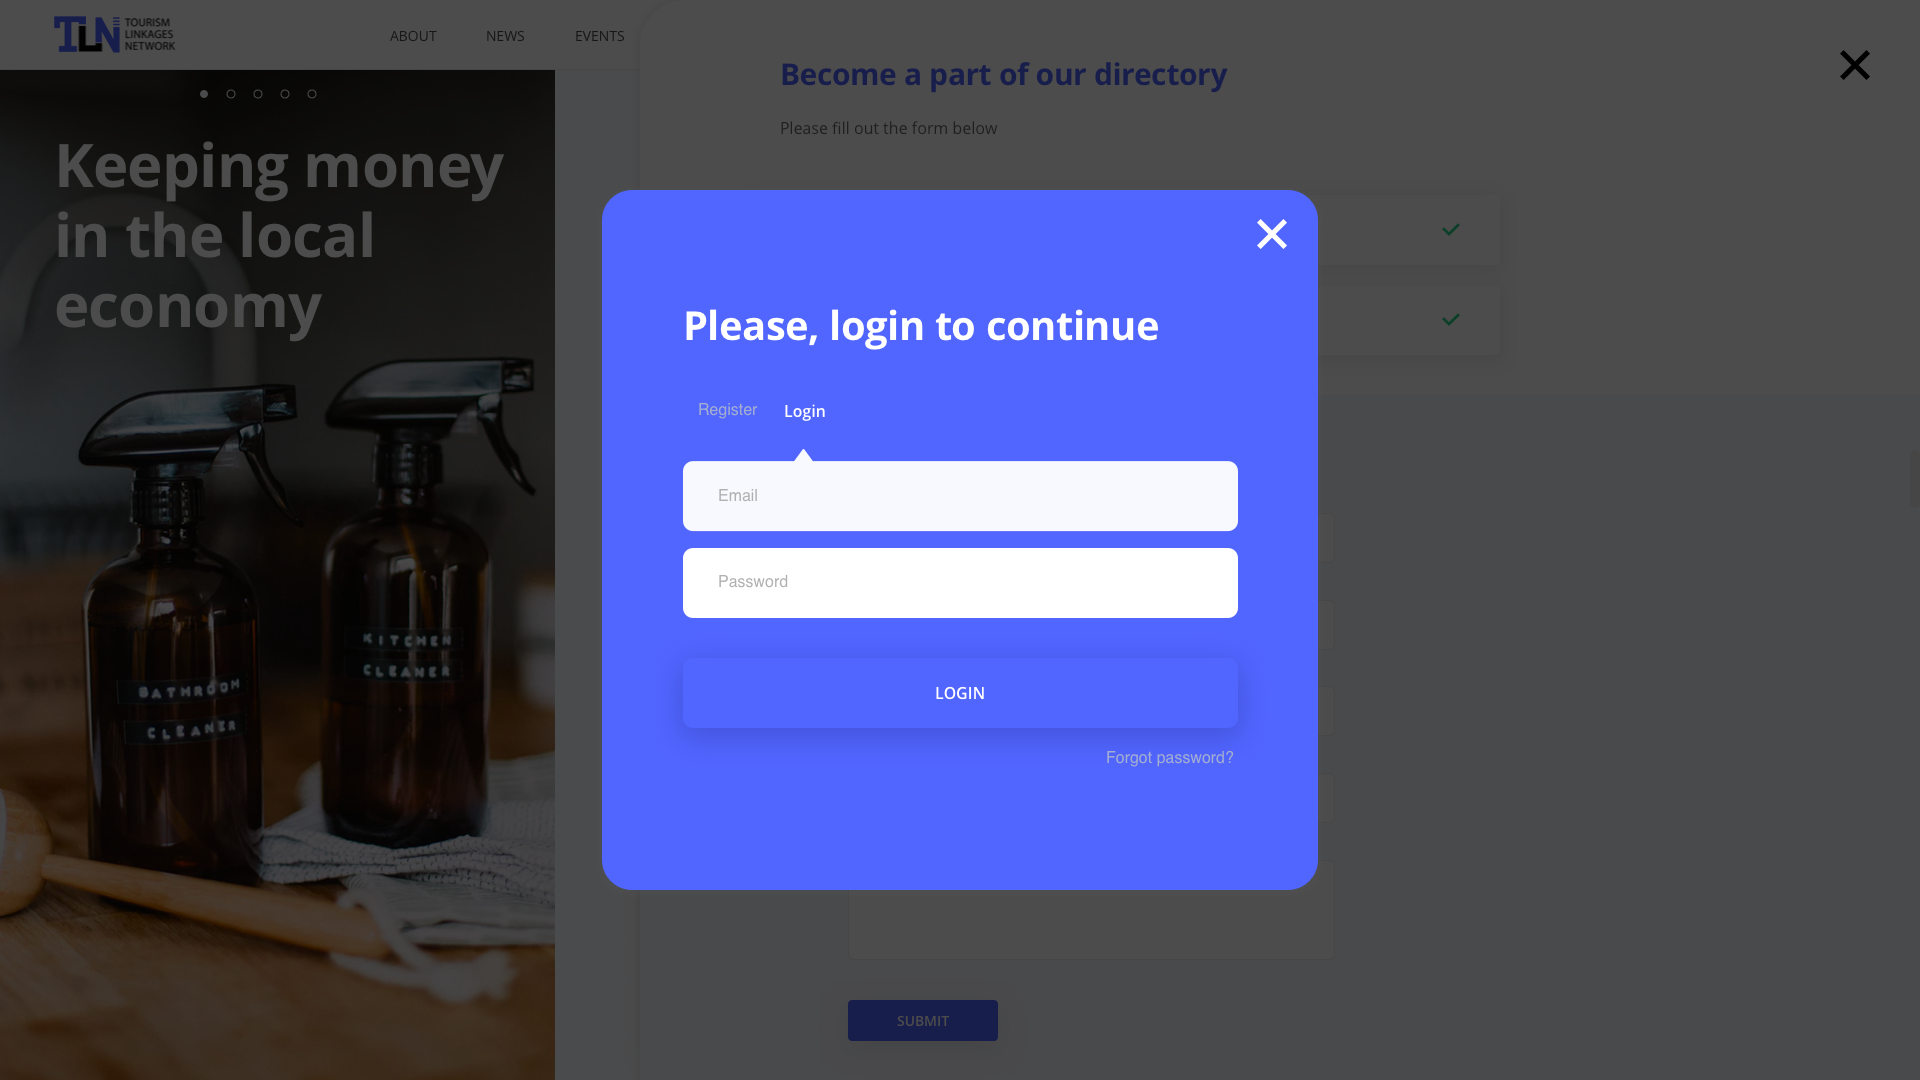 TLN TOURISM
LINKAGES
NETWORK
ABOUT NEWS EVENTS
Keeping money
in the local
economy
BATHROOM
CLEANER
KITCHEN
CLEANER
Become a part of our directory
Please fill out the form below
Please, login to continue
Register Login
Email
Password
LOGIN
Forgot password?
SUBMIT